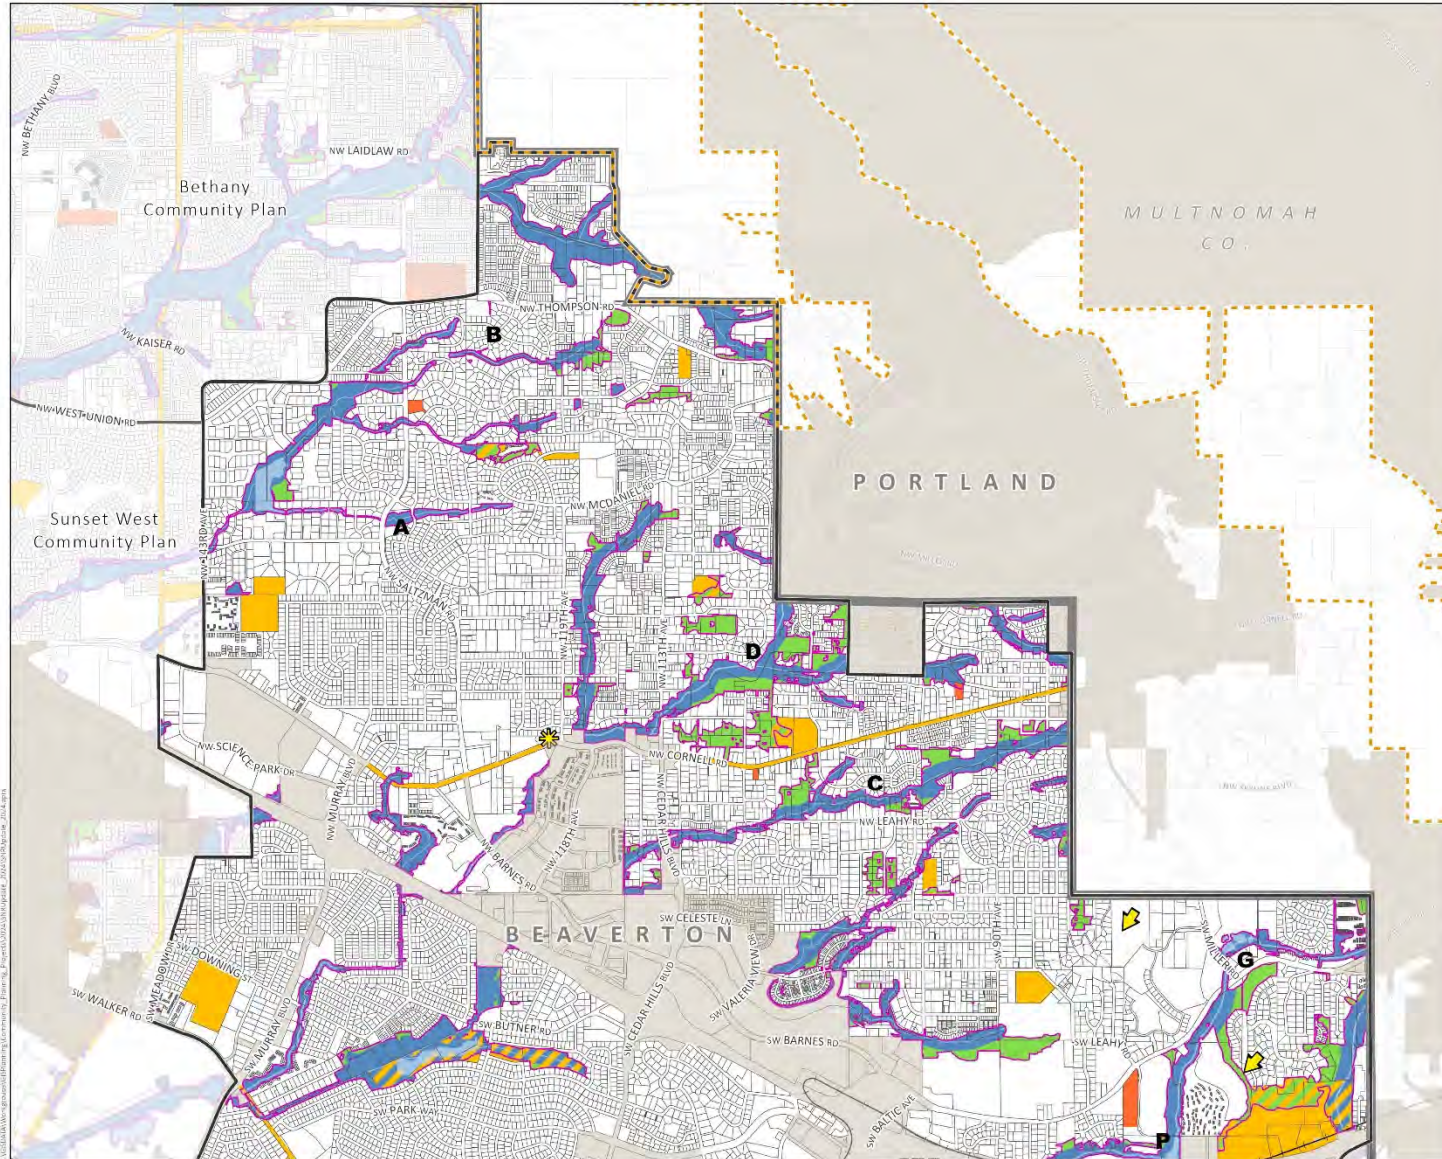 NW BETHANY BLVD
NW LAIDLAW RD
Bethany
Community Plan
MULTNOMAH
CO.
NW THOMPSON RD
B
NW KAISER RD
NW WEST UNION RD
PORTLAND
NW MCDANIEL RD
Sunset West
Community Plan
A
NW 143RD AVE
NW SALTZMAN RD
NW 119TH AVE
NW 113TH AVE
D
NW SCIENCE PARK DR
NW CORNELL RD
NW MURRAY BLVD
C
NW CEDAR HILLS BLVD
NW LEAHY RD
NW 118TH AVE
NW BARNES RD
SW CELESTE LN
BEAVERTON
SW 90TH AVE
SW MILLER RD
G
SW MEADOW
SW DOWNING ST
SW VALERIA VIEW DR
SW CEDAR HILLS BLVD
SW WALKER RD
SW MURRAY BLVD
SW BUTNER RD
SW BARNES RD
SW LEAHY RD
SW PARK WAY
SW BALTIC AVE
P